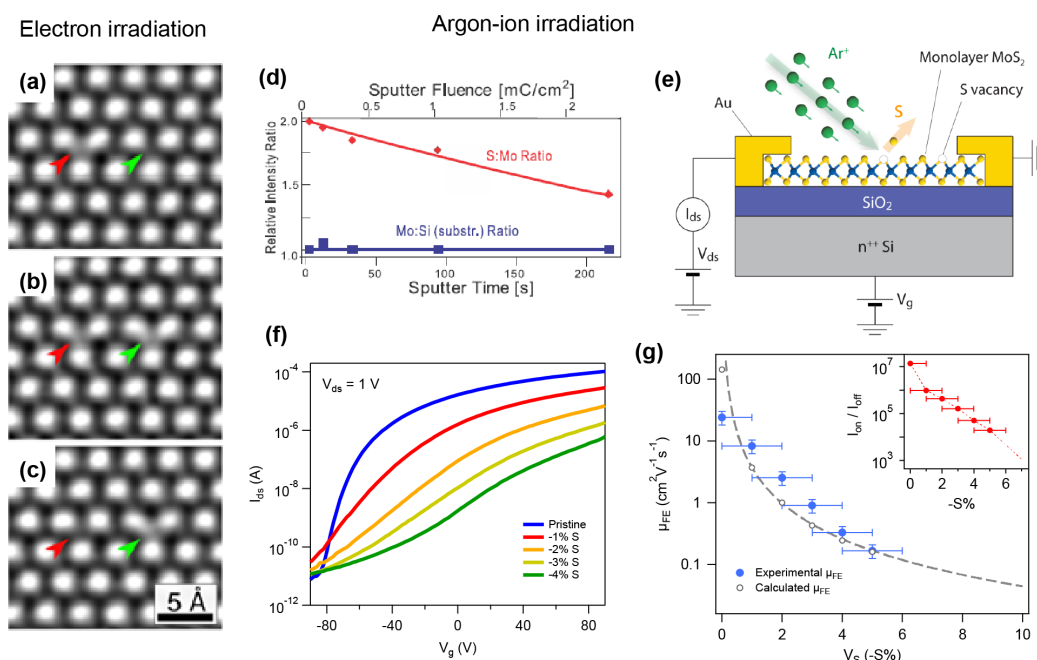 Electron irradiation
Argon-ion irradiation
(a)
(b)
(c)
5 Å
(d)
Sputter Fluence [mC/cm²]
0 0.5 1 2
Relative Intensity Ratio
2.0
1.5
1.0
S:Mo Ratio
Mo:Si (substr.) Ratio
0 50 100 150 200
Sputter Time [s]
(e)
Ar⁺
Monolayer MoS₂
S vacancy
Au
S
SiO₂
n⁺⁺ Si
I_ds
V_ds
V_g
(f)
V_ds = 1 V
I_ds (A)
10⁻⁴
10⁻⁶
10⁻⁸
10⁻¹⁰
10⁻¹²
Pristine
-1% S
-2% S
-3% S
-4% S
-80 -40 0 40 80
V_g (V)
(g)
μ_FE (cm² V⁻¹ s⁻¹)
100
10
1
0.1
Experimental μ_FE
Calculated μ_FE
0 2 4 6 8 10
V_S (-S%)
I_on / I_off
10⁷
10⁵
10³
0 2 4 6
-S%